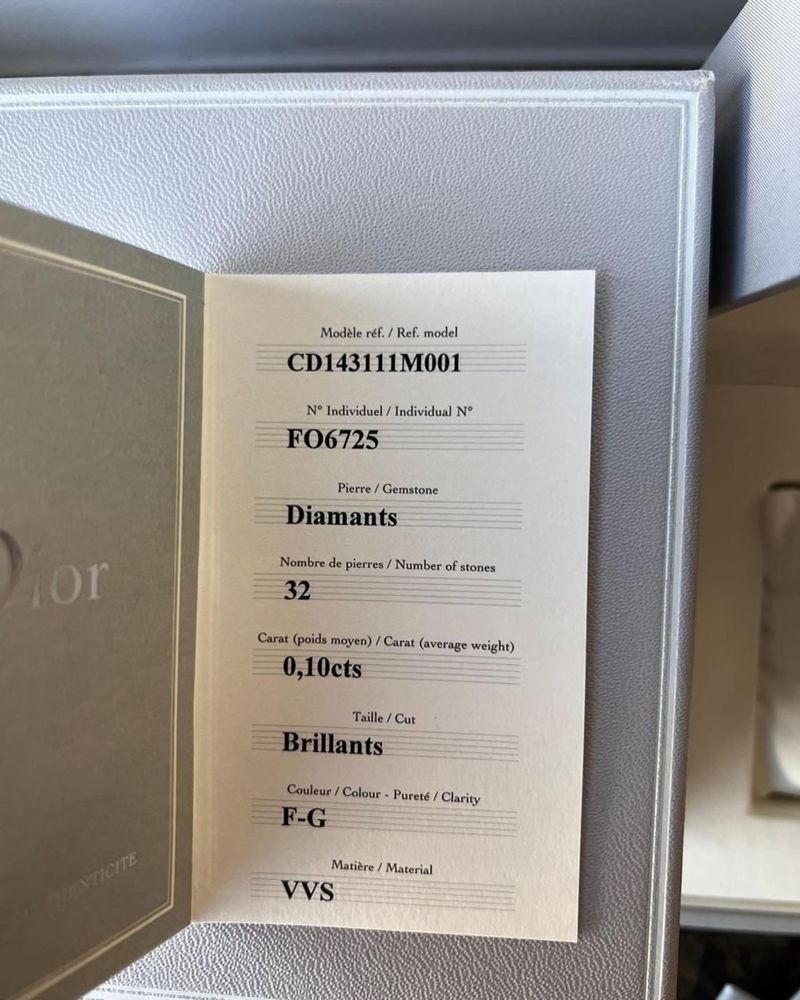 Modèle réf. / Ref. model
CD143111M001
N° Individuel / Individual N°
FO6725
Pierre / Gemstone
Diamants
Nombre de pierres / Number of stones
32
Carat (poids moyen) / Carat (average weight)
0,10cts
Taille / Cut
Brillants
Couleur / Colour - Pureté / Clarity
F-G
Matière / Material
VVS
Dior